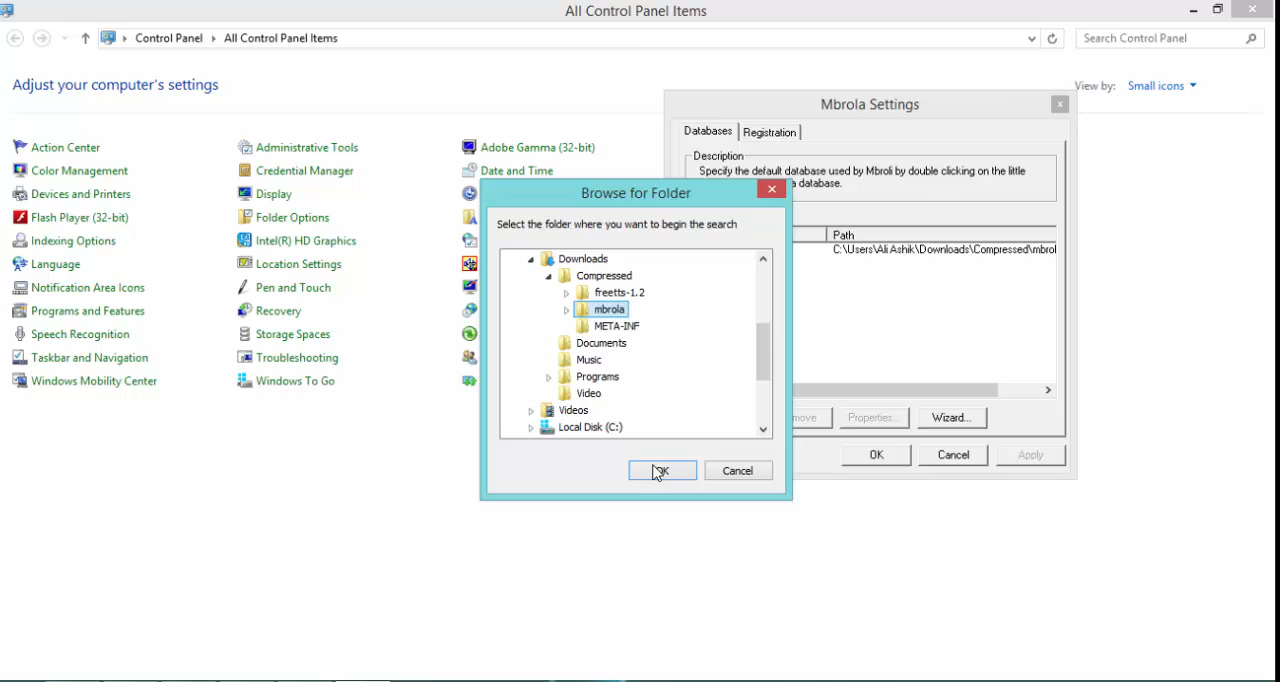 All Control Panel Items
Control Panel All Control Panel Items
Search Control Panel
Adjust your computer's settings
View by: Small icons
Action Center
Color Management
Devices and Printers
Flash Player (32-bit)
Indexing Options
Language
Notification Area Icons
Programs and Features
Speech Recognition
Taskbar and Navigation
Windows Mobility Center
Administrative Tools
Credential Manager
Display
Folder Options
Intel(R) HD Graphics
Location Settings
Pen and Touch
Recovery
Storage Spaces
Troubleshooting
Windows To Go
Adobe Gamma (32-bit)
Date and Time
Mbrola Settings
Databases Registration
Description
Specify the default database used by Mbroli by double clicking on the little
a database.
Path
C:\Users\Ali Ashik\Downloads\Compressed\mbrol
Properties... Wizard...
OK Cancel Apply
Browse for Folder
Select the folder where you want to begin the search
Downloads
Compressed
freetts-1.2
mbrola
META-INF
Documents
Music
Programs
Video
Videos
Local Disk (C:)
OK Cancel